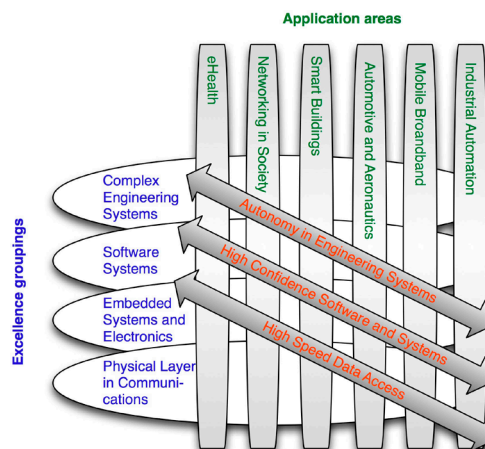 Application areas
eHealth
Networking in Society
Smart Buildings
Automotive and Aeronautics
Mobile Broandband
Industrial Automation
Excellence groupings
Complex
Engineering
Systems
Software
Systems
Embedded
Systems and
Electronics
Physical Layer
in Communi-
cations
Autonomy in Engineering Systems
High Confidence Software and Systems
High Speed Data Access